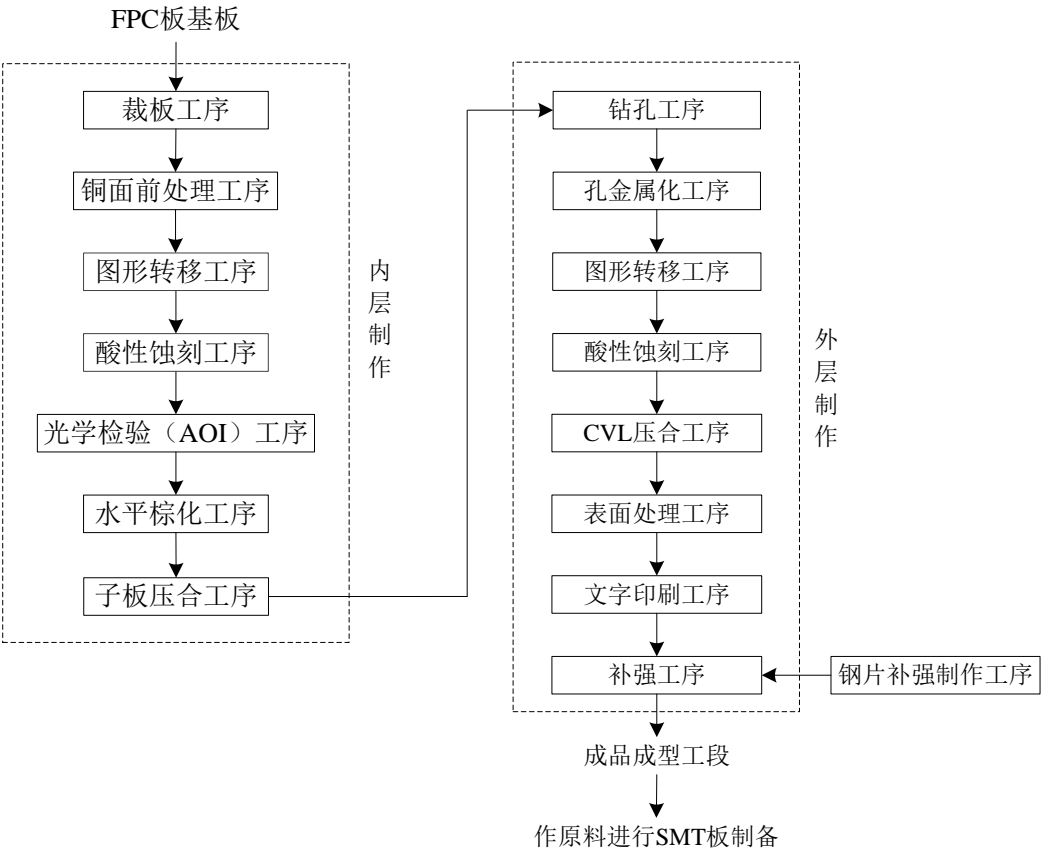 FPC板基板
裁板工序
铜面前处理工序
图形转移工序
酸性蚀刻工序
光学检验（AOI）工序
水平棕化工序
子板压合工序
内
层
制
作
钻孔工序
孔金属化工序
图形转移工序
酸性蚀刻工序
CVL压合工序
表面处理工序
文字印刷工序
补强工序
外
层
制
作
钢片补强制作工序
成品成型工段
作原料进行SMT板制备